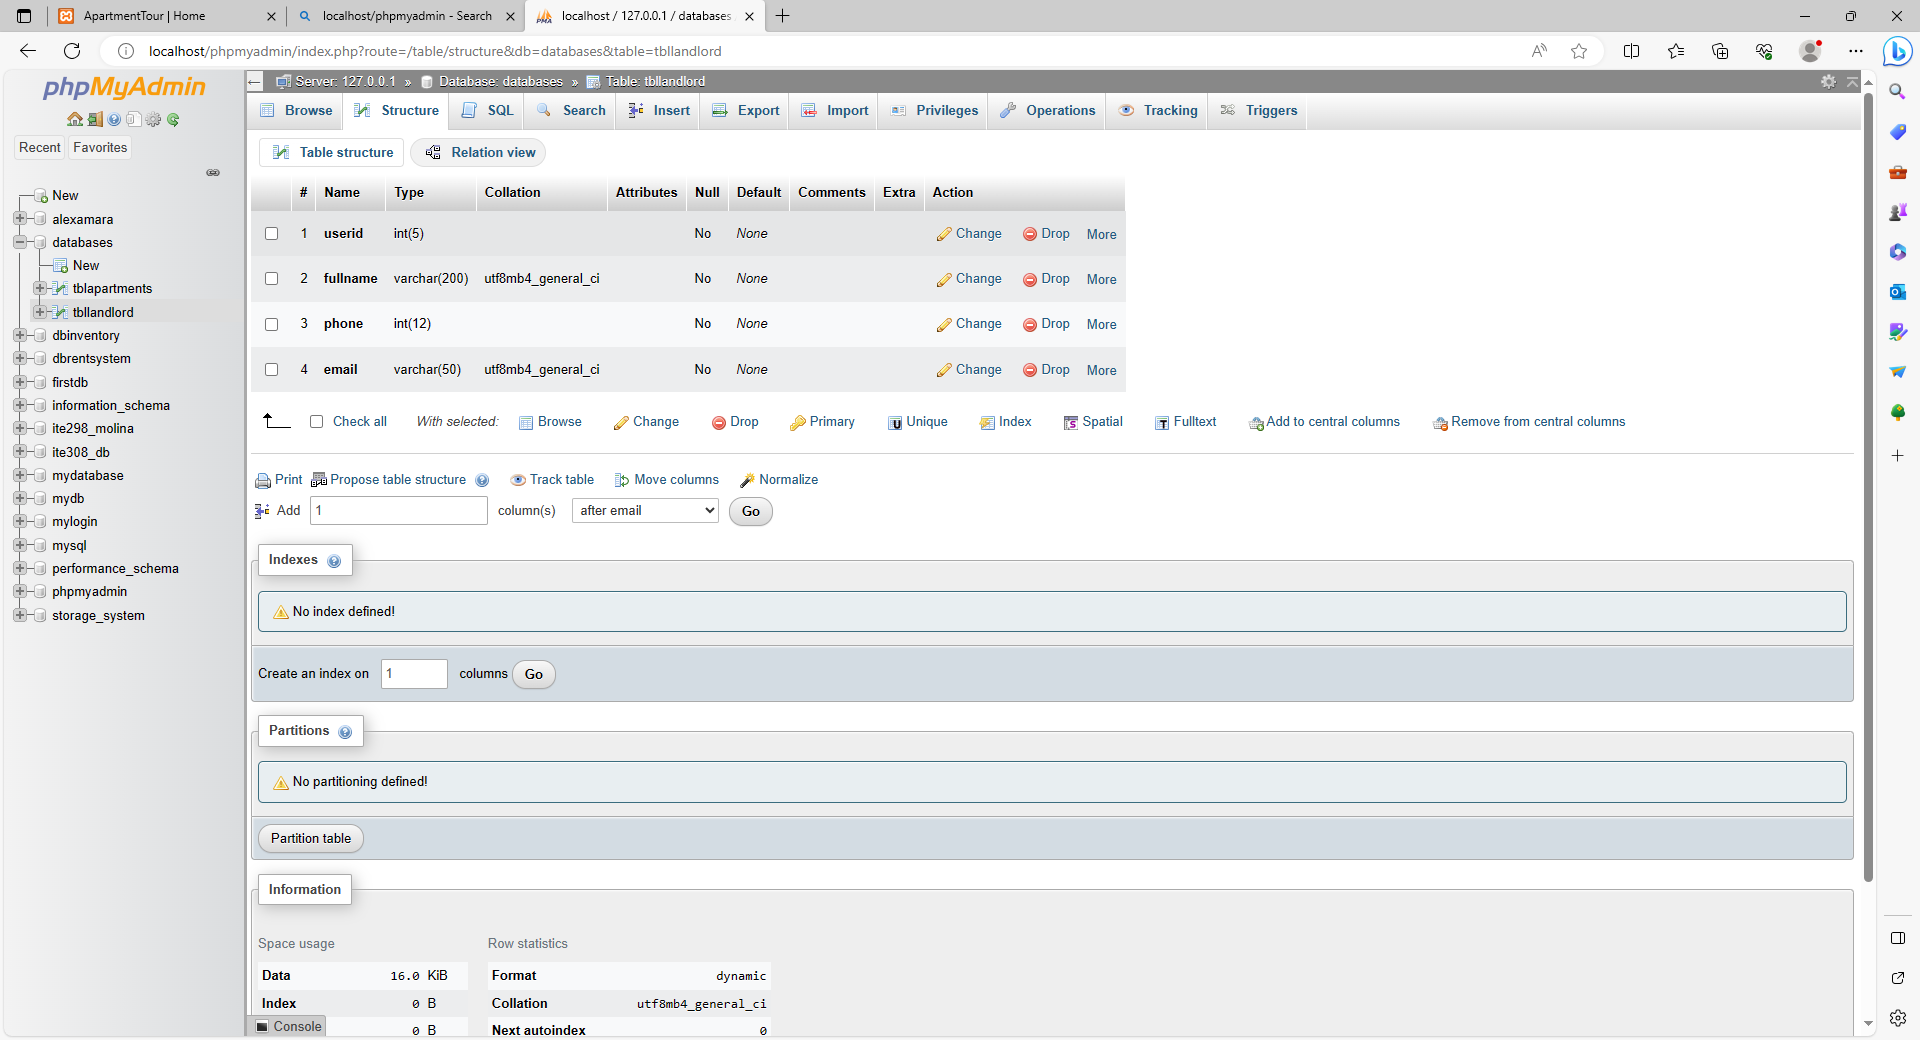 ApartmentTour | Home
localhost/phpmyadmin - Search
localhost / 127.0.0.1 / databases
localhost/phpmyadmin/index.php?route=/table/structure&db=databases&table=tbllandlord
phpMyAdmin
Recent Favorites
New
alexamara
databases
New
tblapartments
tbllandlord
dbinventory
dbrentsystem
firstdb
information_schema
ite298_molina
ite308_db
mydatabase
mydb
mylogin
mysql
performance_schema
phpmyadmin
storage_system
Server: 127.0.0.1 » Database: databases » Table: tbllandlord
Browse Structure SQL Search Insert Export Import Privileges Operations Tracking Triggers
Table structure Relation view
# Name Type Collation Attributes Null Default Comments Extra Action
1 userid int(5) No None Change Drop More
2 fullname varchar(200) utf8mb4_general_ci No None Change Drop More
3 phone int(12) No None Change Drop More
4 email varchar(50) utf8mb4_general_ci No None Change Drop More
Check all With selected: Browse Change Drop Primary Unique Index Spatial Fulltext Add to central columns Remove from central columns
Print Propose table structure Track table Move columns Normalize
Add 1 column(s) after email Go
Indexes
No index defined!
Create an index on 1 columns Go
Partitions
No partitioning defined!
Partition table
Information
Space usage
Data 16.0 KiB
Index 0 B
0 B
Row statistics
Format dynamic
Collation utf8mb4_general_ci
Next autoindex 0
Console